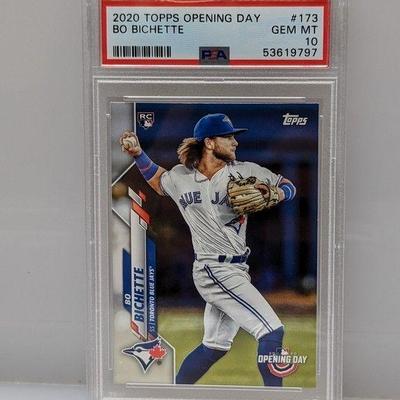 2020 TOPPS OPENING DAY #173
BO BICHETTE GEM MT
PSA 10
53619797
RC
Topps
BLUE JAYS
BO
BICHETTE
SS | TORONTO BLUE JAYS®
OPENING DAY